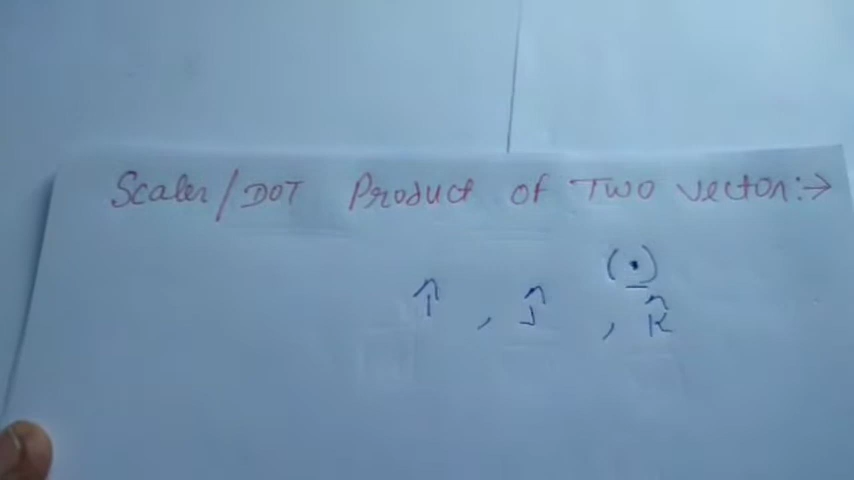 Scaler/DOT Product of Two vector:→
(•)
î, ĵ, k̂